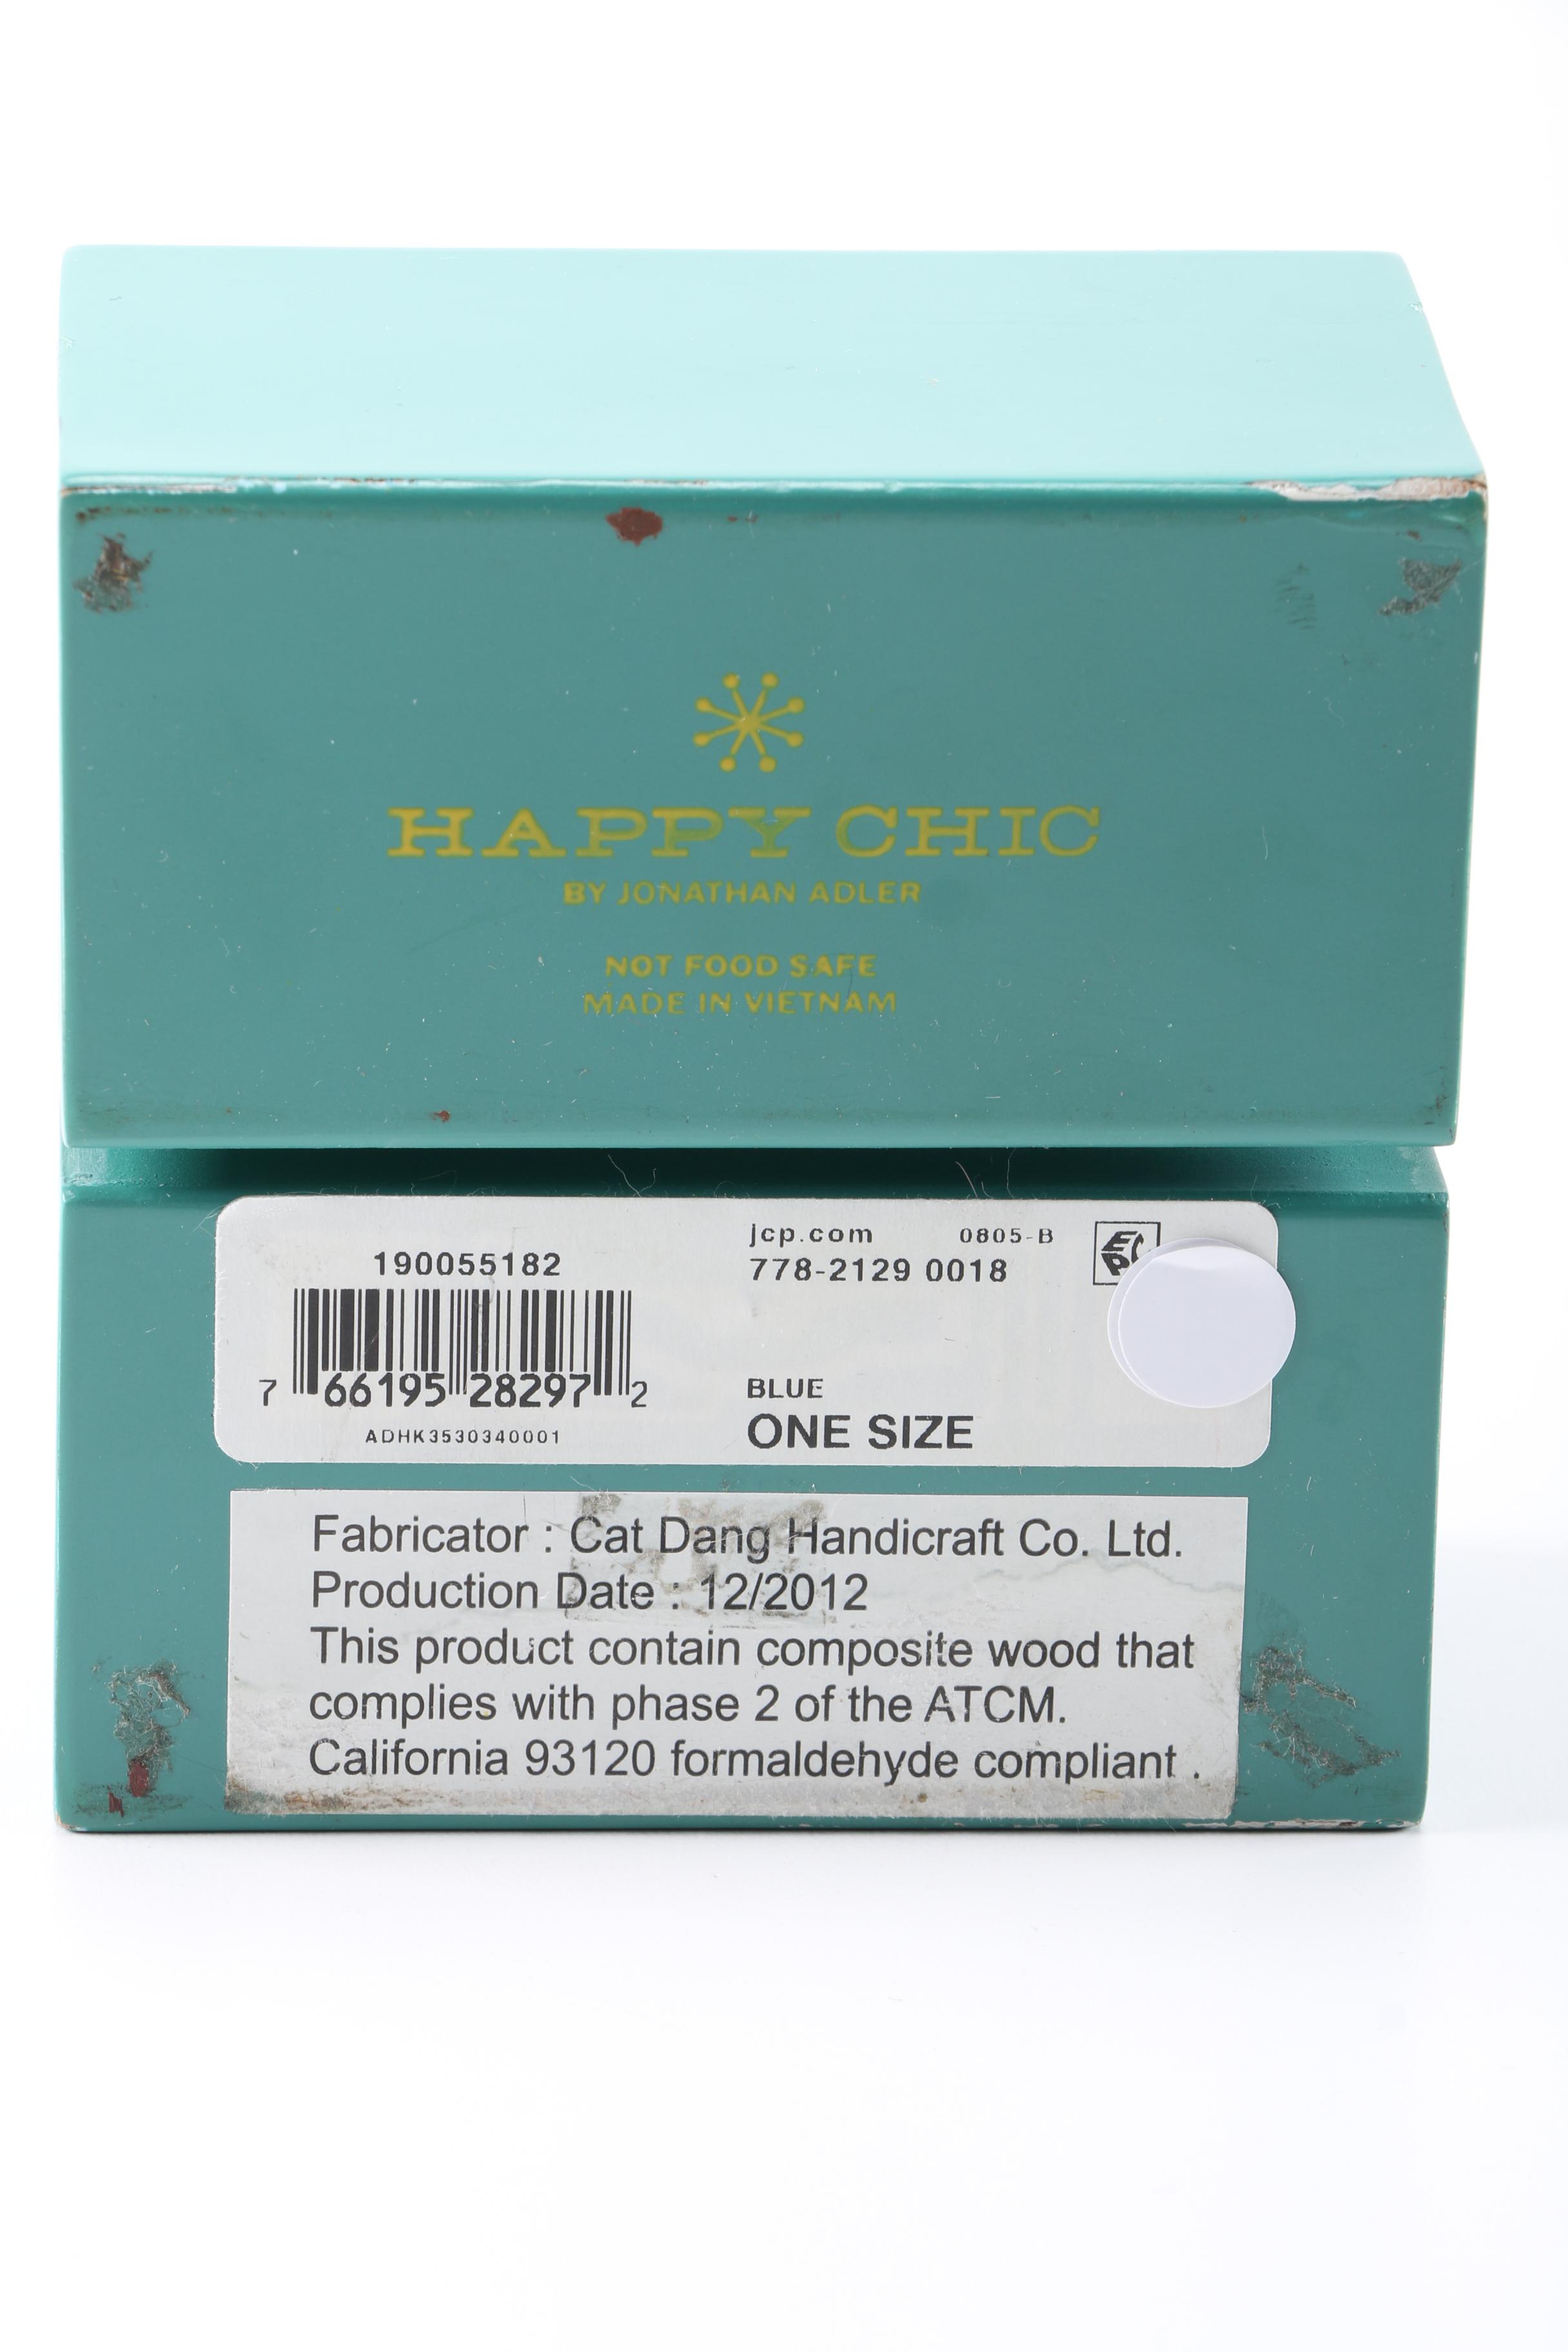 HAPPY CHIC
BY JONATHAN ADLER
NOT FOOD SAFE
MADE IN VIETNAM
190055182
7 66195 28297 2
ADHK3530340001
jcp.com 0805-B
778-2129 0018
BLUE
ONE SIZE
Fabricator : Cat Dang Handicraft Co. Ltd.
Production Date : 12/2012
This product contain composite wood that
complies with phase 2 of the ATCM.
California 93120 formaldehyde compliant .